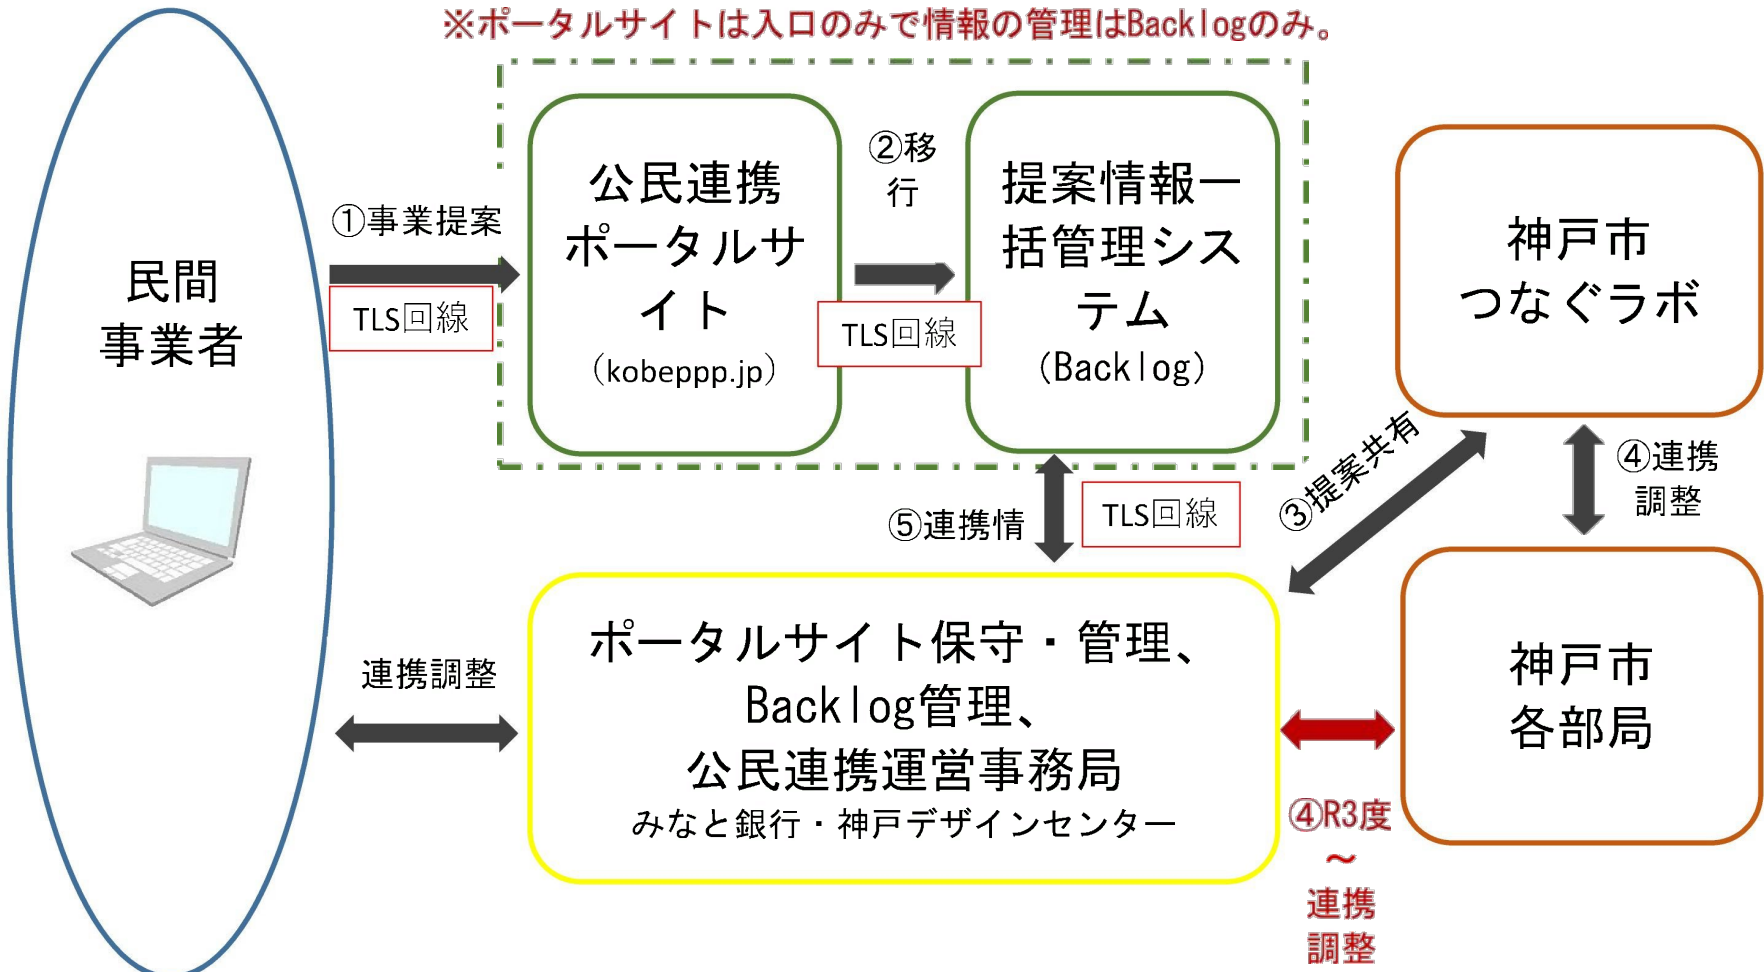 ※ポータルサイトは入口のみで情報の管理はBacklogのみ。
民間
事業者
①事業提案
TLS回線
公民連携
ポータルサ
イト
（kobeppp.jp）
②移
行
TLS回線
提案情報一
括管理シス
テム
(Backlog)
神戸市
つなぐラボ
③提案共有
④連携
調整
⑤連携情
TLS回線
連携調整
ポータルサイト保守・管理、
Backlog管理、
公民連携運営事務局
みなと銀行・神戸デザインセンター
神戸市
各部局
④R3度
～
連携
調整